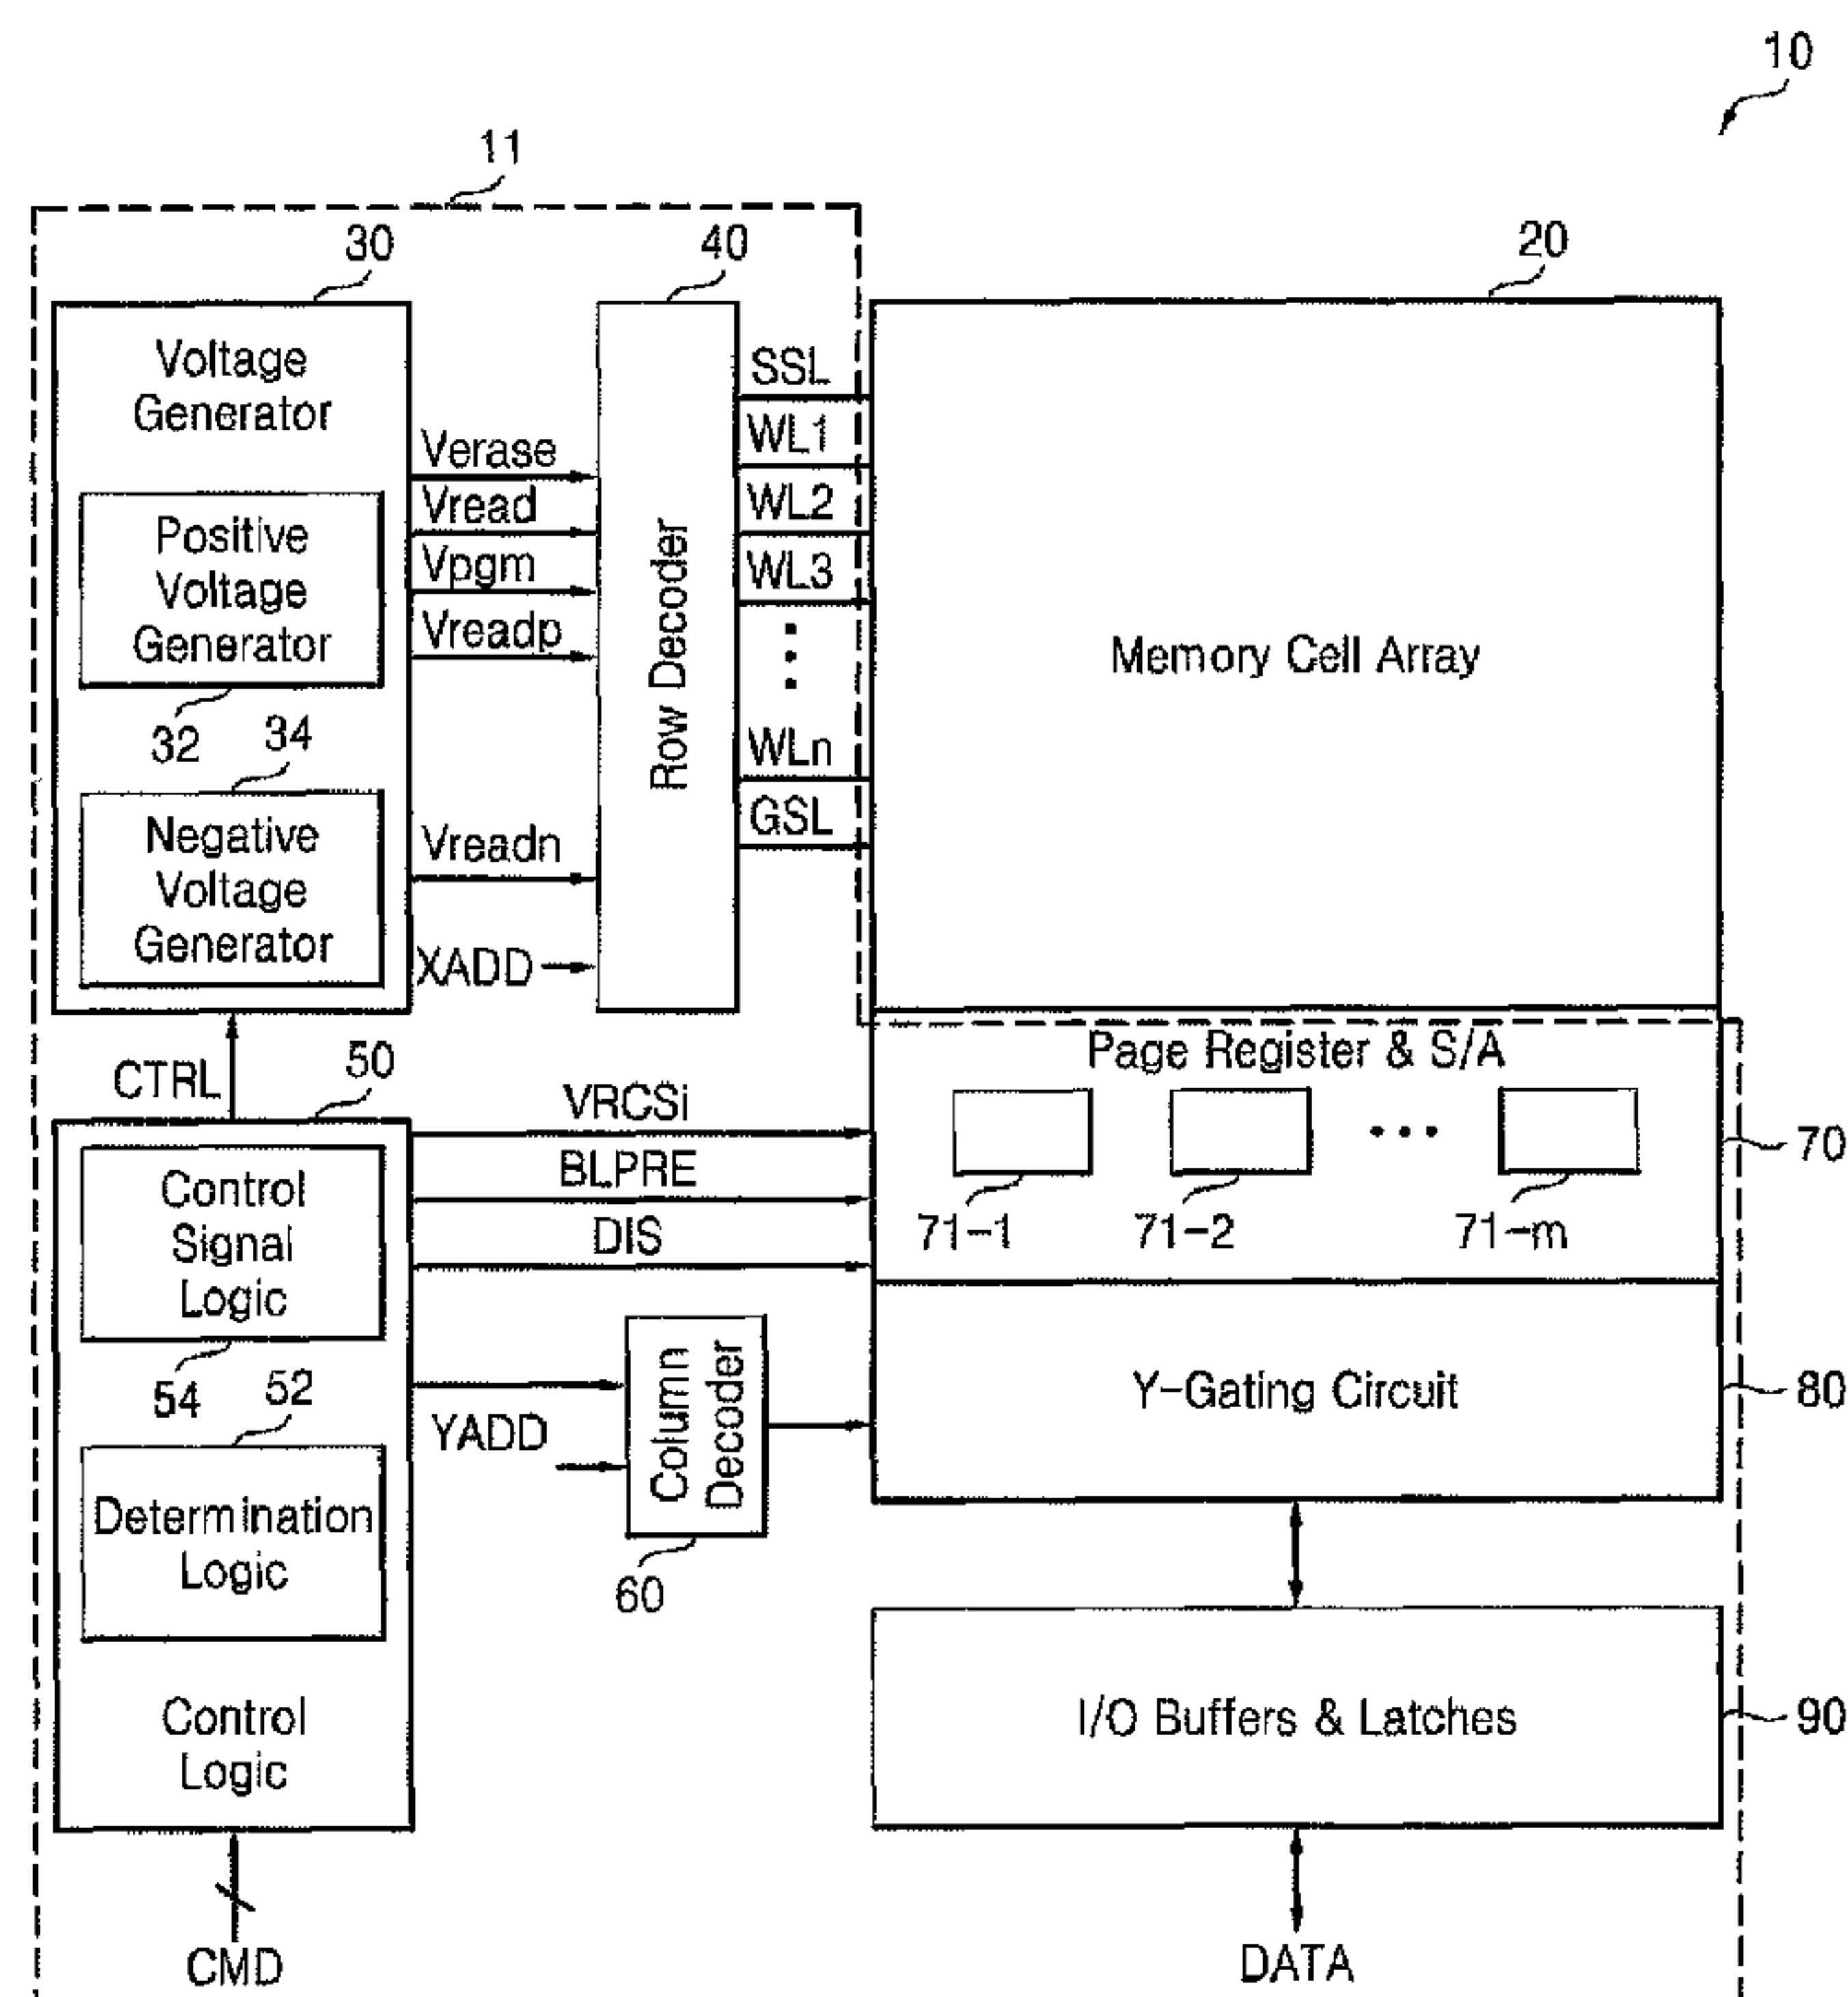 10
11
30
40
20
Voltage
Generator
Positive
Voltage
Generator
32
34
Negative
Voltage
Generator
Verase
Vread
Vpgm
Vreadp
Vreadn
XADD
Row Decoder
SSL
WL1
WL2
WL3
WLn
GSL
Memory Cell Array
CTRL
50
Page Register & S/A
71-1
71-2
71-m
70
VRCSi
BLPRE
DIS
Control
Signal
Logic
54
52
Determination
Logic
Control
Logic
YADD
Column
Decoder
60
Y-Gating Circuit
80
I/O Buffers & Latches
90
CMD
DATA